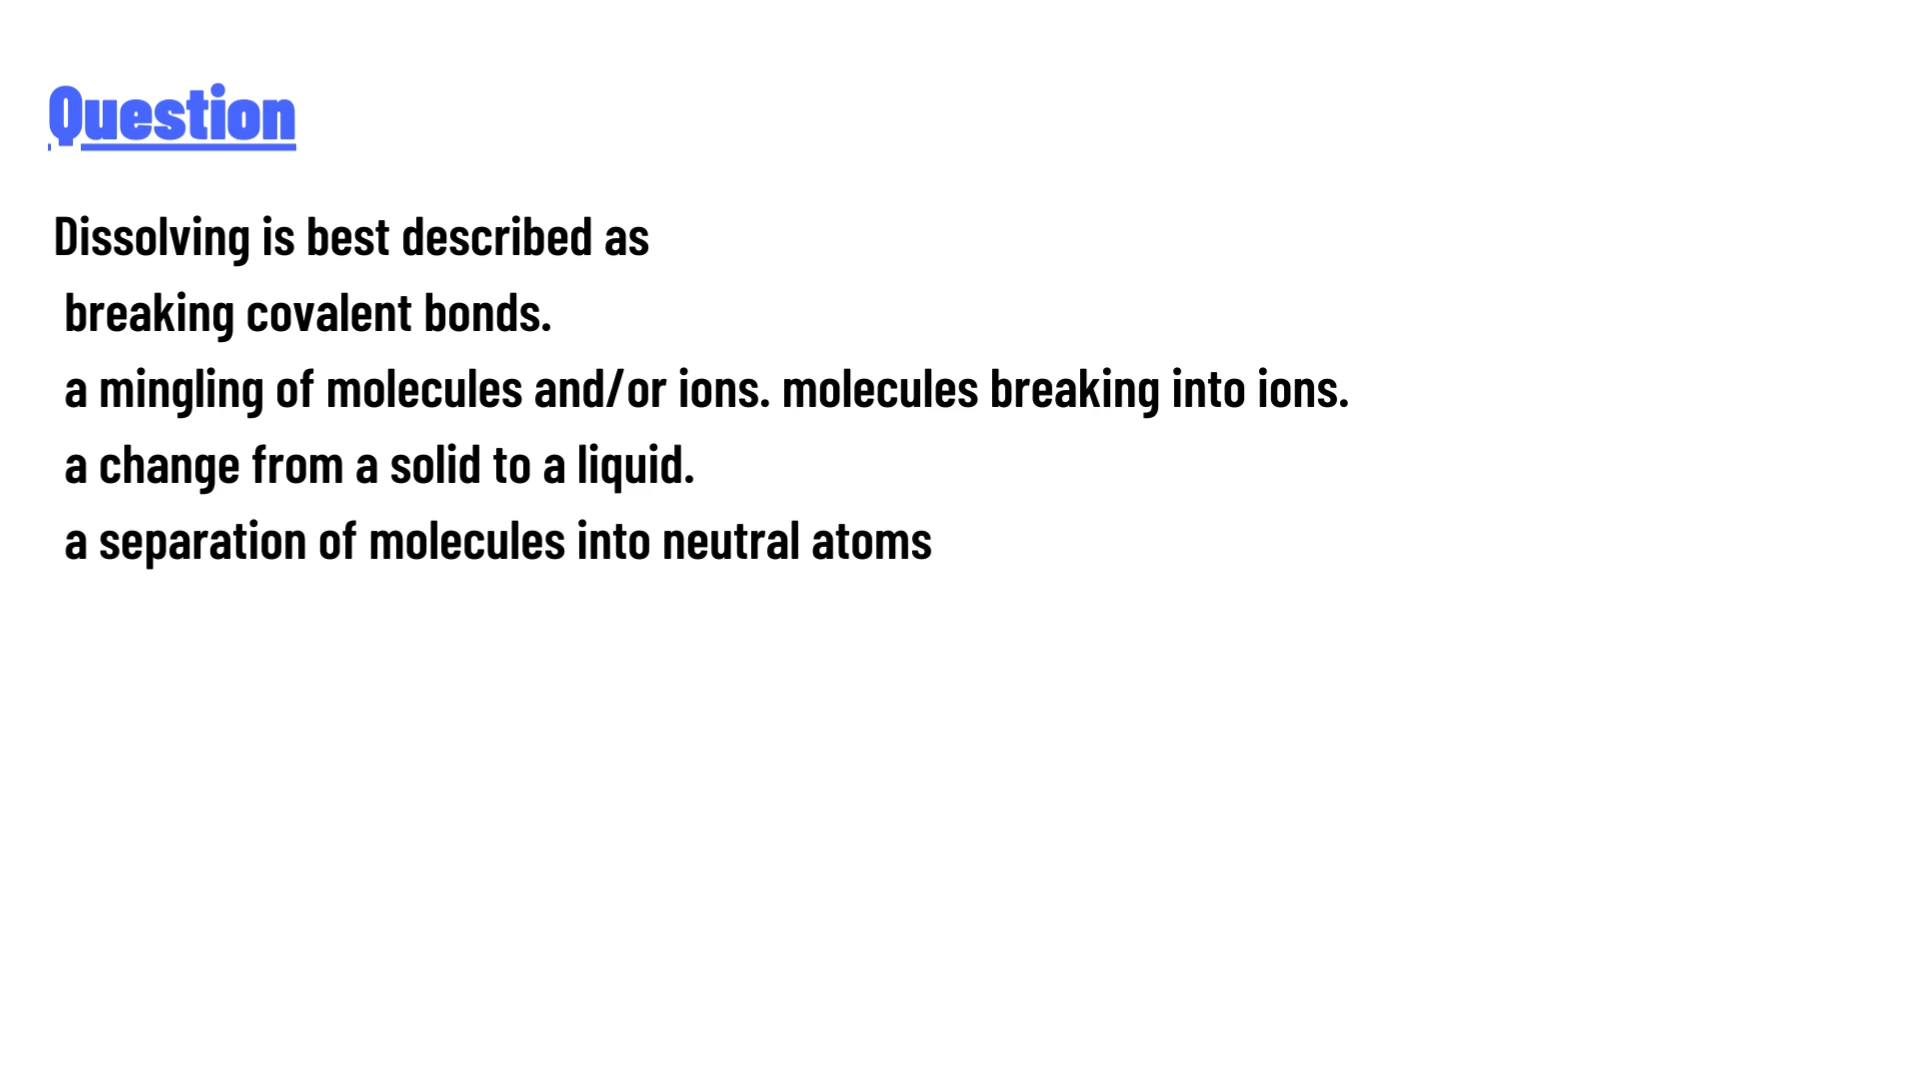 Question
Dissolving is best described as
breaking covalent bonds.
a mingling of molecules and/or ions. molecules breaking into ions.
a change from a solid to a liquid.
a separation of molecules into neutral atoms